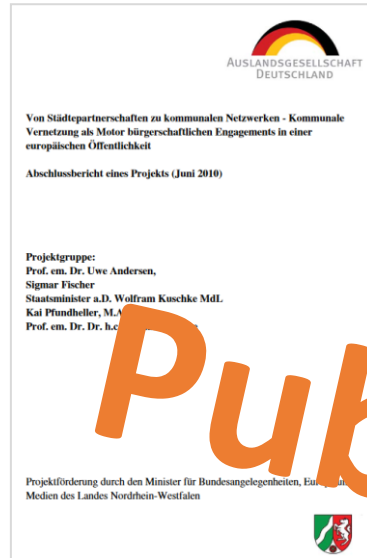 AUSLANDSGESELLSCHAFT
DEUTSCHLAND
Von Städtepartnerschaften zu kommunalen Netzwerken - Kommunale
Vernetzung als Motor bürgerschaftlichen Engagements in einer
europäischen Öffentlichkeit
Abschlussbericht eines Projekts (Juni 2010)
Projektgruppe:
Prof. em. Dr. Uwe Andersen,
Sigmar Fischer
Staatsminister a.D. Wolfram Kuschke MdL
Kai Pfundheller, M.A
Prof. em. Dr. Dr. h.c
Pub
Projektförderung durch den Minister für Bundesangelegenheiten,
Medien des Landes Nordrhein-Westfalen